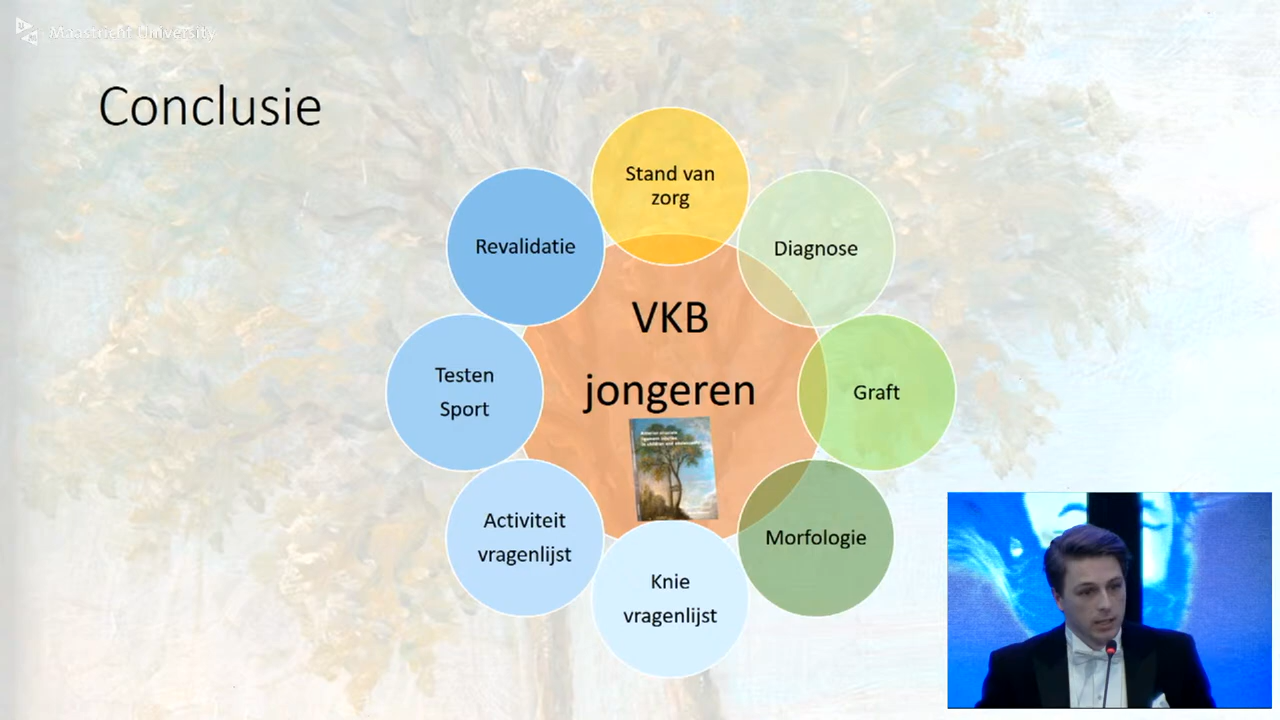 Maastricht University
Conclusie
Stand van
zorg
Diagnose
Graft
Morfologie
Knie
vragenlijst
Activiteit
vragenlijst
Testen
Sport
Revalidatie
VKB
jongeren